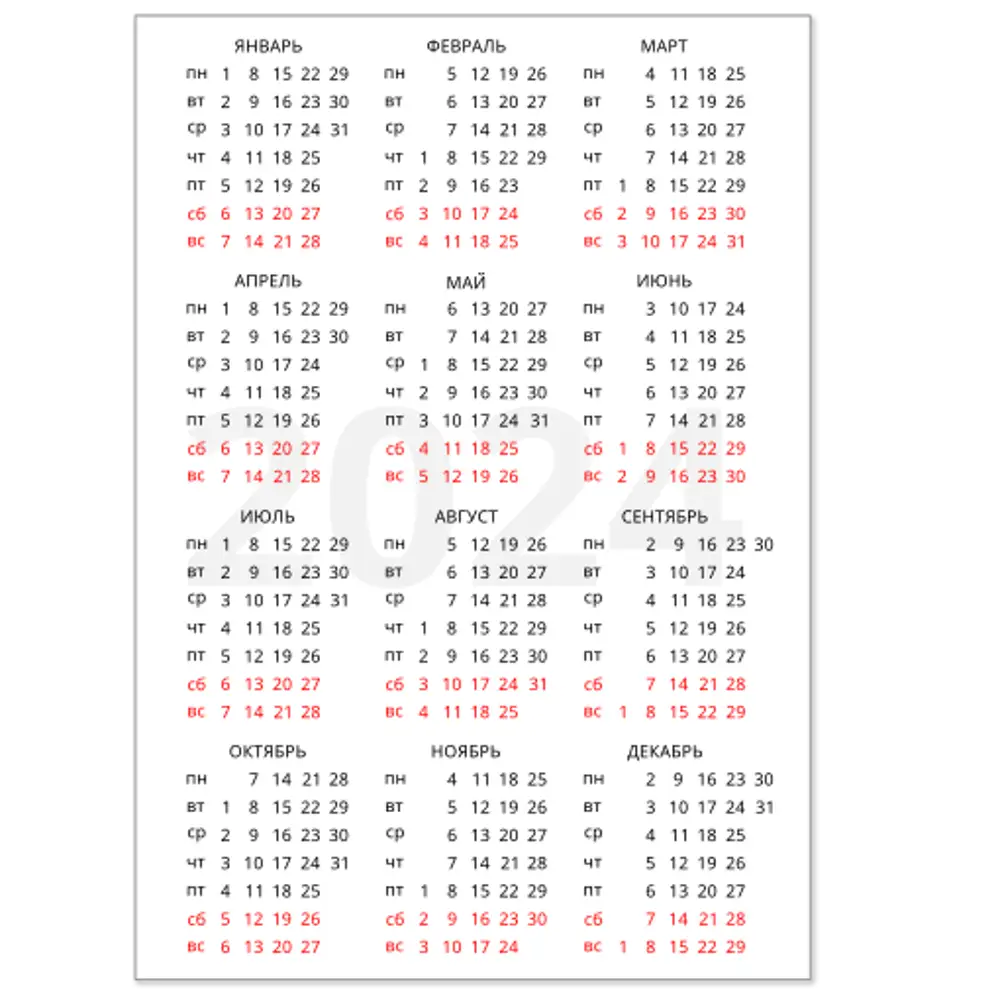 ЯНВАРЬ ФЕВРАЛЬ МАРТ
пн 1 8 15 22 29 пн 5 12 19 26 пн 4 11 18 25
вт 2 9 16 23 30 вт 6 13 20 27 вт 5 12 19 26
ср 3 10 17 24 31 ср 7 14 21 28 ср 6 13 20 27
чт 4 11 18 25 чт 1 8 15 22 29 чт 7 14 21 28
пт 5 12 19 26 пт 2 9 16 23 пт 1 8 15 22 29
сб 6 13 20 27 сб 3 10 17 24 сб 2 9 16 23 30
вс 7 14 21 28 вс 4 11 18 25 вс 3 10 17 24 31
АПРЕЛЬ МАЙ ИЮНЬ
пн 1 8 15 22 29 пн 6 13 20 27 пн 3 10 17 24
вт 2 9 16 23 30 вт 7 14 21 28 вт 4 11 18 25
ср 3 10 17 24 ср 1 8 15 22 29 ср 5 12 19 26
чт 4 11 18 25 чт 2 9 16 23 30 чт 6 13 20 27
пт 5 12 19 26 пт 3 10 17 24 31 пт 7 14 21 28
сб 6 13 20 27 сб 4 11 18 25 сб 1 8 15 22 29
вс 7 14 21 28 вс 5 12 19 26 вс 2 9 16 23 30
2024
ИЮЛЬ АВГУСТ СЕНТЯБРЬ
пн 1 8 15 22 29 пн 5 12 19 26 пн 2 9 16 23 30
вт 2 9 16 23 30 вт 6 13 20 27 вт 3 10 17 24
ср 3 10 17 24 31 ср 7 14 21 28 ср 4 11 18 25
чт 4 11 18 25 чт 1 8 15 22 29 чт 5 12 19 26
пт 5 12 19 26 пт 2 9 16 23 30 пт 6 13 20 27
сб 6 13 20 27 сб 3 10 17 24 31 сб 7 14 21 28
вс 7 14 21 28 вс 4 11 18 25 вс 1 8 15 22 29
ОКТЯБРЬ НОЯБРЬ ДЕКАБРЬ
пн 7 14 21 28 пн 4 11 18 25 пн 2 9 16 23 30
вт 1 8 15 22 29 вт 5 12 19 26 вт 3 10 17 24 31
ср 2 9 16 23 30 ср 6 13 20 27 ср 4 11 18 25
чт 3 10 17 24 31 чт 7 14 21 28 чт 5 12 19 26
пт 4 11 18 25 пт 1 8 15 22 29 пт 6 13 20 27
сб 5 12 19 26 сб 2 9 16 23 30 сб 7 14 21 28
вс 6 13 20 27 вс 3 10 17 24 вс 1 8 15 22 29